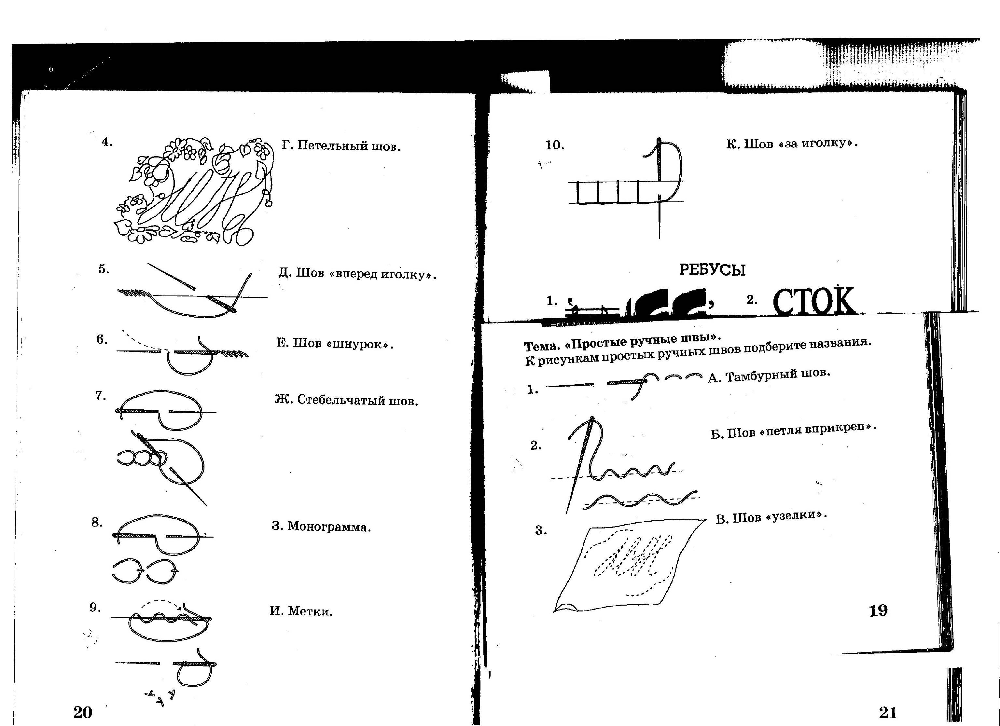 4.
Г. Петельный шов.
5.
Д. Шов «вперед иголку».
6.
Е. Шов «шнурок».
7.
Ж. Стебельчатый шов.
8.
З. Монограмма.
9.
И. Метки.
20
10.
К. Шов «за иголку».
РЕБУСЫ
1.
,
2.
СТОК
Тема. «Простые ручные швы».
К рисункам простых ручных швов подберите названия.
1.
А. Тамбурный шов.
2.
Б. Шов «петля вприкреп».
3.
В. Шов «узелки».
19
21